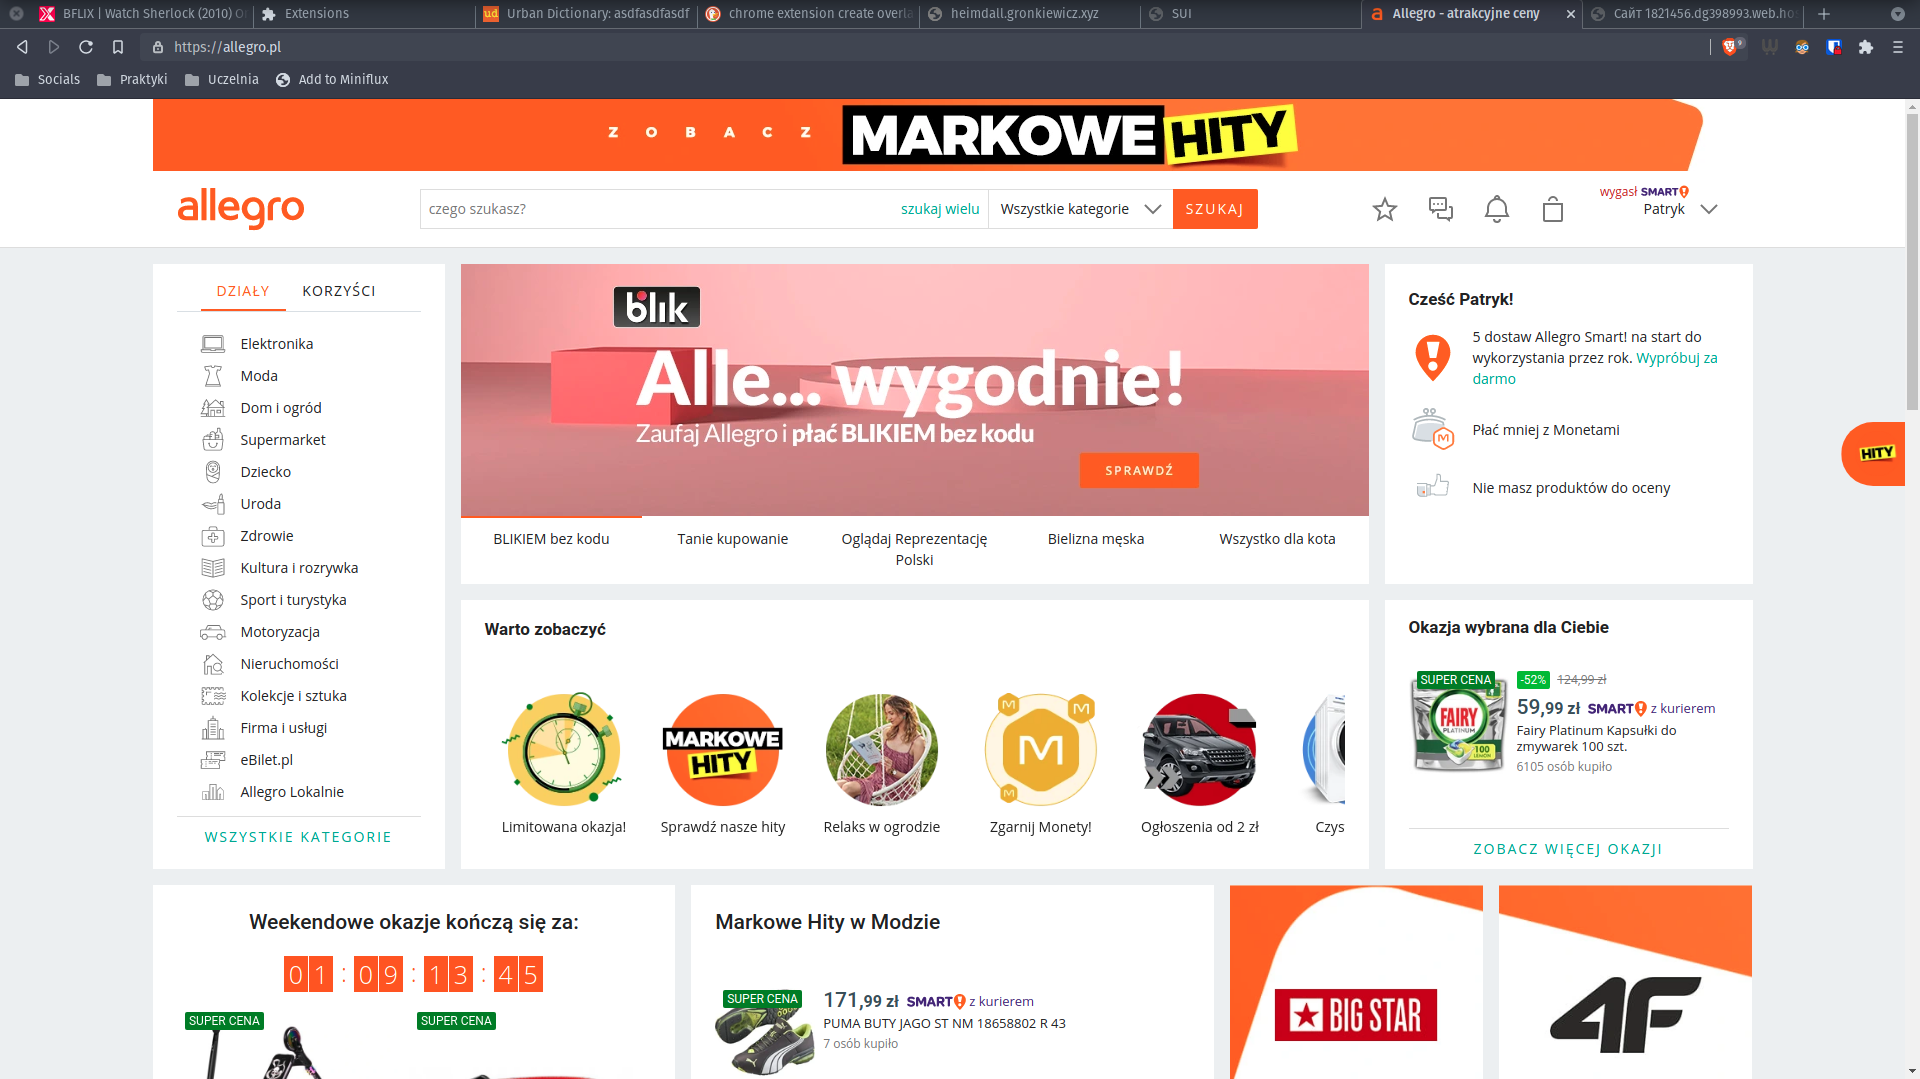 BFLIX | Watch Sherlock (2010) O
Extensions
Urban Dictionary: asdfasdfasdf
chrome extension create overla
heimdall.gronkiewicz.xyz
SUI
Allegro - atrakcyjne ceny
Сайт 1821456.dg398993.web.ho
https://allegro.pl
9
Socials
Praktyki
Uczelnia
Add to Miniflux
ZOBACZ
MARKOWE HITY
allegro
czego szukasz?
szukaj wielu
Wszystkie kategorie
SZUKAJ
wygasł SMART!
Patryk
DZIAŁY
KORZYŚCI
Elektronika
Moda
Dom i ogród
Supermarket
Dziecko
Uroda
Zdrowie
Kultura i rozrywka
Sport i turystyka
Motoryzacja
Nieruchomości
Kolekcje i sztuka
Firma i usługi
eBilet.pl
Allegro Lokalnie
WSZYSTKIE KATEGORIE
blik
Alle... wygodnie!
Zaufaj Allegro i płać BLIKIEM bez kodu
SPRAWDŹ
BLIKIEM bez kodu
Tanie kupowanie
Oglądaj Reprezentację
Polski
Bielizna męska
Wszystko dla kota
Cześć Patryk!
5 dostaw Allegro Smart! na start do
wykorzystania przez rok. Wypróbuj za
darmo
Płać mniej z Monetami
Nie masz produktów do oceny
HITY
Warto zobaczyć
MARKOWE
HITY
M
M
M
M
Limitowana okazja!
Sprawdź nasze hity
Relaks w ogrodzie
Zgarnij Monety!
Ogłoszenia od 2 zł
Czys
Okazja wybrana dla Ciebie
SUPER CENA
FAIRY
PLATINUM
100
LEMON
-52% 124,99 zł
59,99 zł SMART! z kurierem
Fairy Platinum Kapsułki do
zmywarek 100 szt.
6105 osób kupiło
ZOBACZ WIĘCEJ OKAZJI
Weekendowe okazje kończą się za:
01:09:13:45
SUPER CENA
SUPER CENA
Markowe Hity w Modzie
SUPER CENA
171,99 zł SMART! z kurierem
PUMA BUTY JAGO ST NM 18658802 R 43
7 osób kupiło
BIG STAR
4F